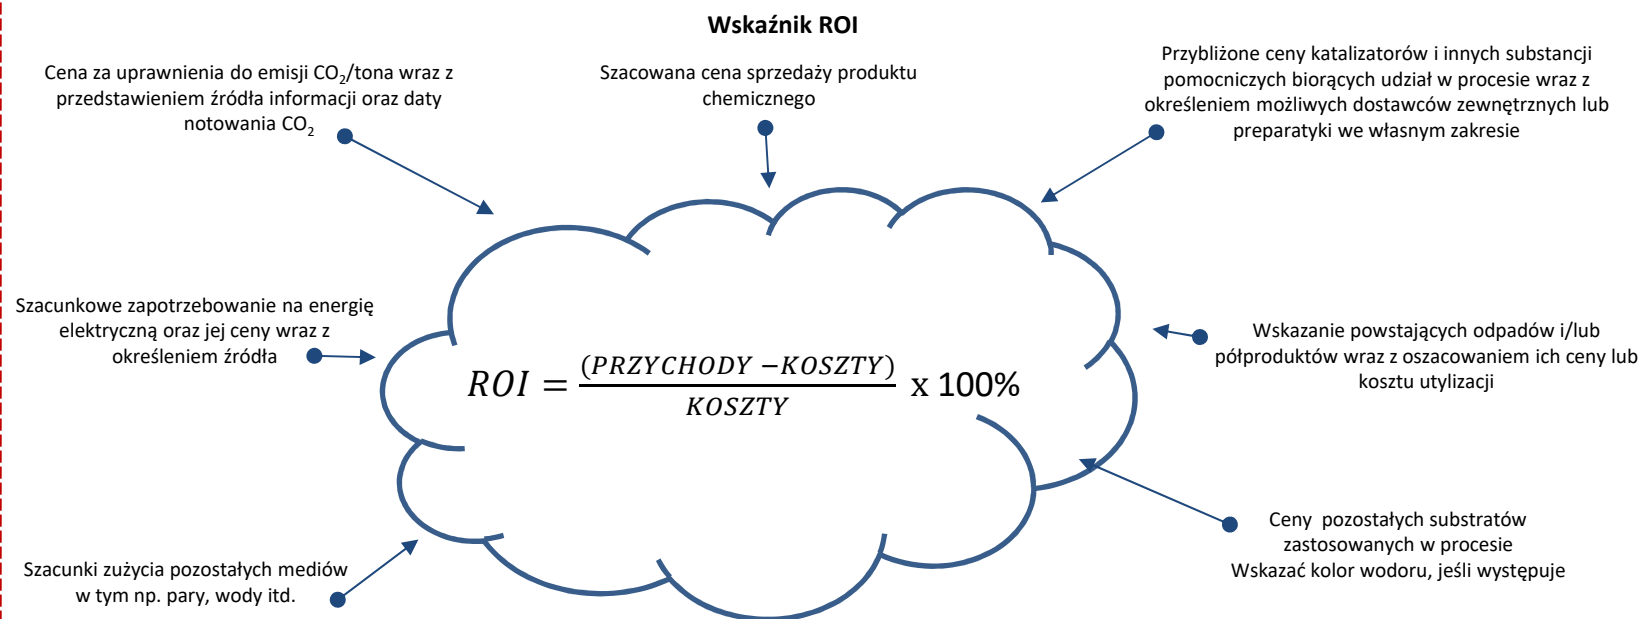 Wskaźnik ROI
Cena za uprawnienia do emisji CO₂/tona wraz z
przedstawieniem źródła informacji oraz daty
notowania CO₂
Szacowana cena sprzedaży produktu
chemicznego
Przybliżone ceny katalizatorów i innych substancji
pomocniczych biorących udział w procesie wraz z
określeniem możliwych dostawców zewnętrznych lub
preparatyki we własnym zakresie
Szacunkowe zapotrzebowanie na energię
elektryczną oraz jej ceny wraz z
określeniem źródła
Wskazanie powstających odpadów i/lub
półproduktów wraz z oszacowaniem ich ceny lub
kosztu utylizacji
ROI = (PRZYCHODY −KOSZTY) / KOSZTY x 100%
Ceny pozostałych substratów
zastosowanych w procesie
Wskazać kolor wodoru, jeśli występuje
Szacunki zużycia pozostałych mediów
w tym np. pary, wody itd.